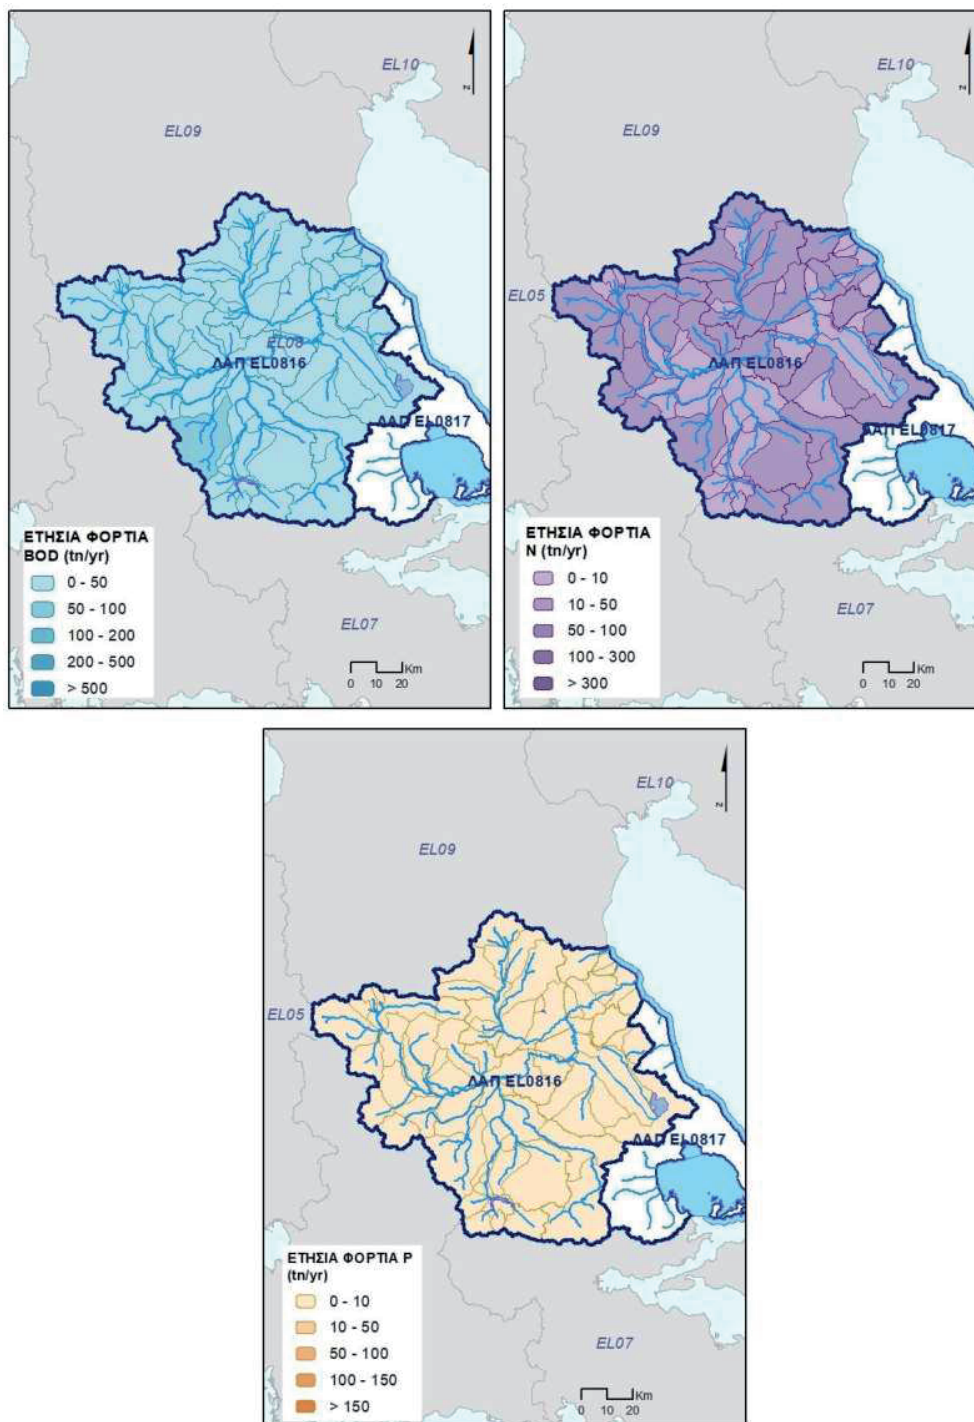 EL10
EL09
EL08
ΛΑΠ EL0816
ΛΑΠ EL0817
ΕΤΗΣΙΑ ΦΟΡΤΙΑ
BOD (tn/yr)
0 - 50
50 - 100
100 - 200
200 - 500
> 500
EL07
Km
0 10 20
Z
EL10
EL09
EL05
ΛΑΠ EL0816
ΛΑΠ EL0817
ΕΤΗΣΙΑ ΦΟΡΤΙΑ
N (tn/yr)
0 - 10
10 - 50
50 - 100
100 - 300
> 300
EL07
Km
0 10 20
Z
EL10
EL09
EL05
ΛΑΠ EL0816
ΛΑΠ EL0817
ΕΤΗΣΙΑ ΦΟΡΤΙΑ P
(tn/yr)
0 - 10
10 - 50
50 - 100
100 - 150
> 150
EL07
Km
0 10 20
Z